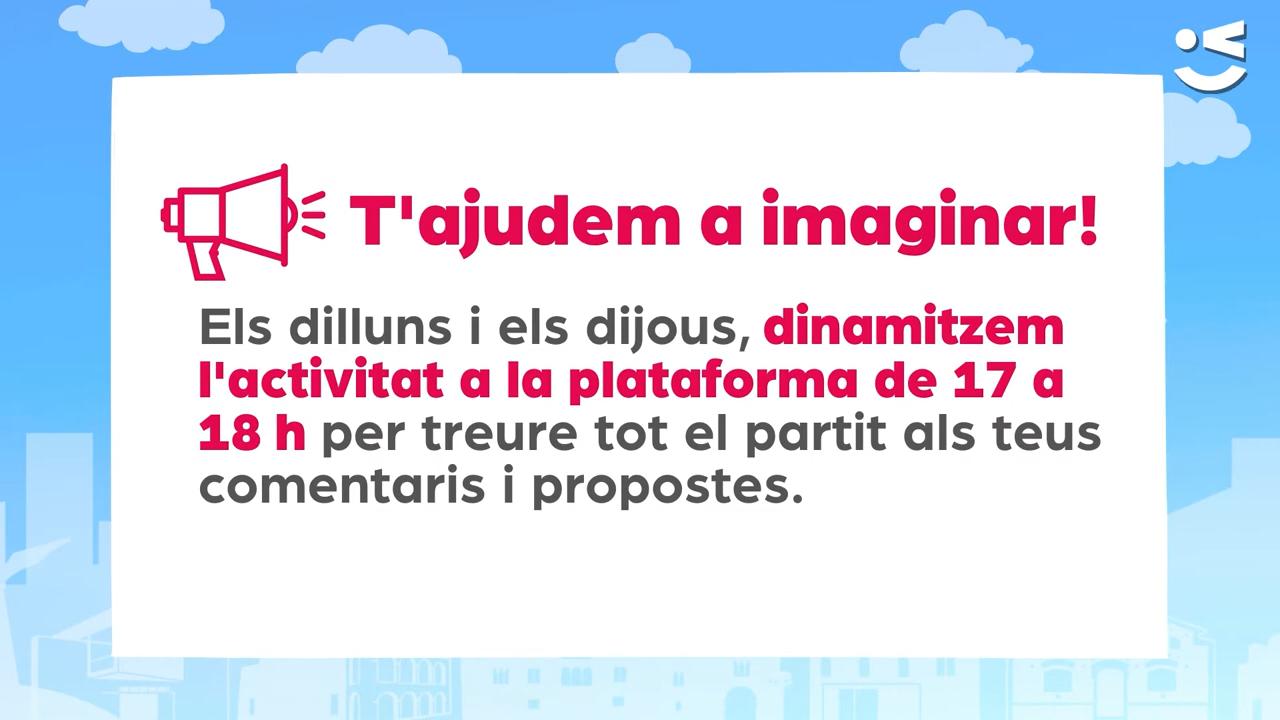 T'ajudem a imaginar!
Els dilluns i els dijous, dinamitzem
l'activitat a la plataforma de 17 a
18 h per treure tot el partit als teus
comentaris i propostes.